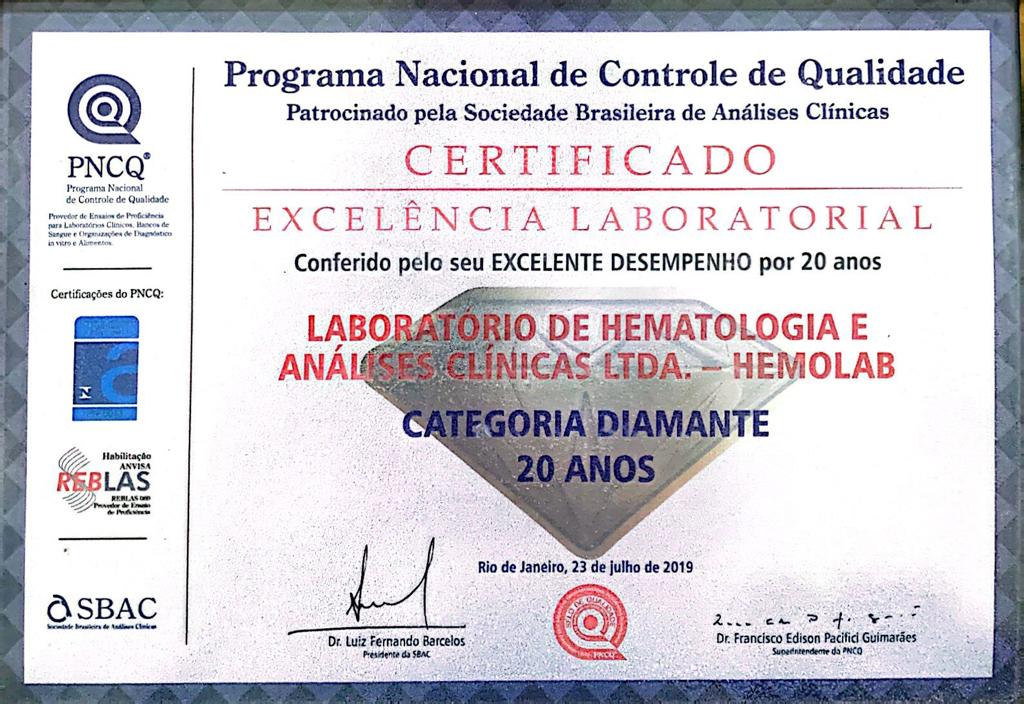 PNCQ®
Programa Nacional
de Controle de Qualidade
Provedor de Ensaios de Proficiência
para Laboratórios Clínicos, Bancos de
Sangue e Organizações de Diagnóstico
in vitro e Alimentos.
Certificações do PNCQ:
Habilitação
ANVISA
REBLAS
Provedor de Ensaio
de Proficiência
SBAC
Sociedade Brasileira de Análises Clínicas
Programa Nacional de Controle de Qualidade
Patrocinado pela Sociedade Brasileira de Análises Clínicas
CERTIFICADO
EXCELÊNCIA LABORATORIAL
Conferido pelo seu EXCELENTE DESEMPENHO por 20 anos
LABORATÓRIO DE HEMATOLOGIA E
ANÁLISES CLÍNICAS LTDA. – HEMOLAB
CATEGORIA DIAMANTE
20 ANOS
Rio de Janeiro, 23 de julho de 2019
Dr. Luiz Fernando Barcelos
Presidente da SBAC
SELO DE QUALIDADE
PNCQ
Dr. Francisco Edison Pacifici Guimarães
Superintendente do PNCQ